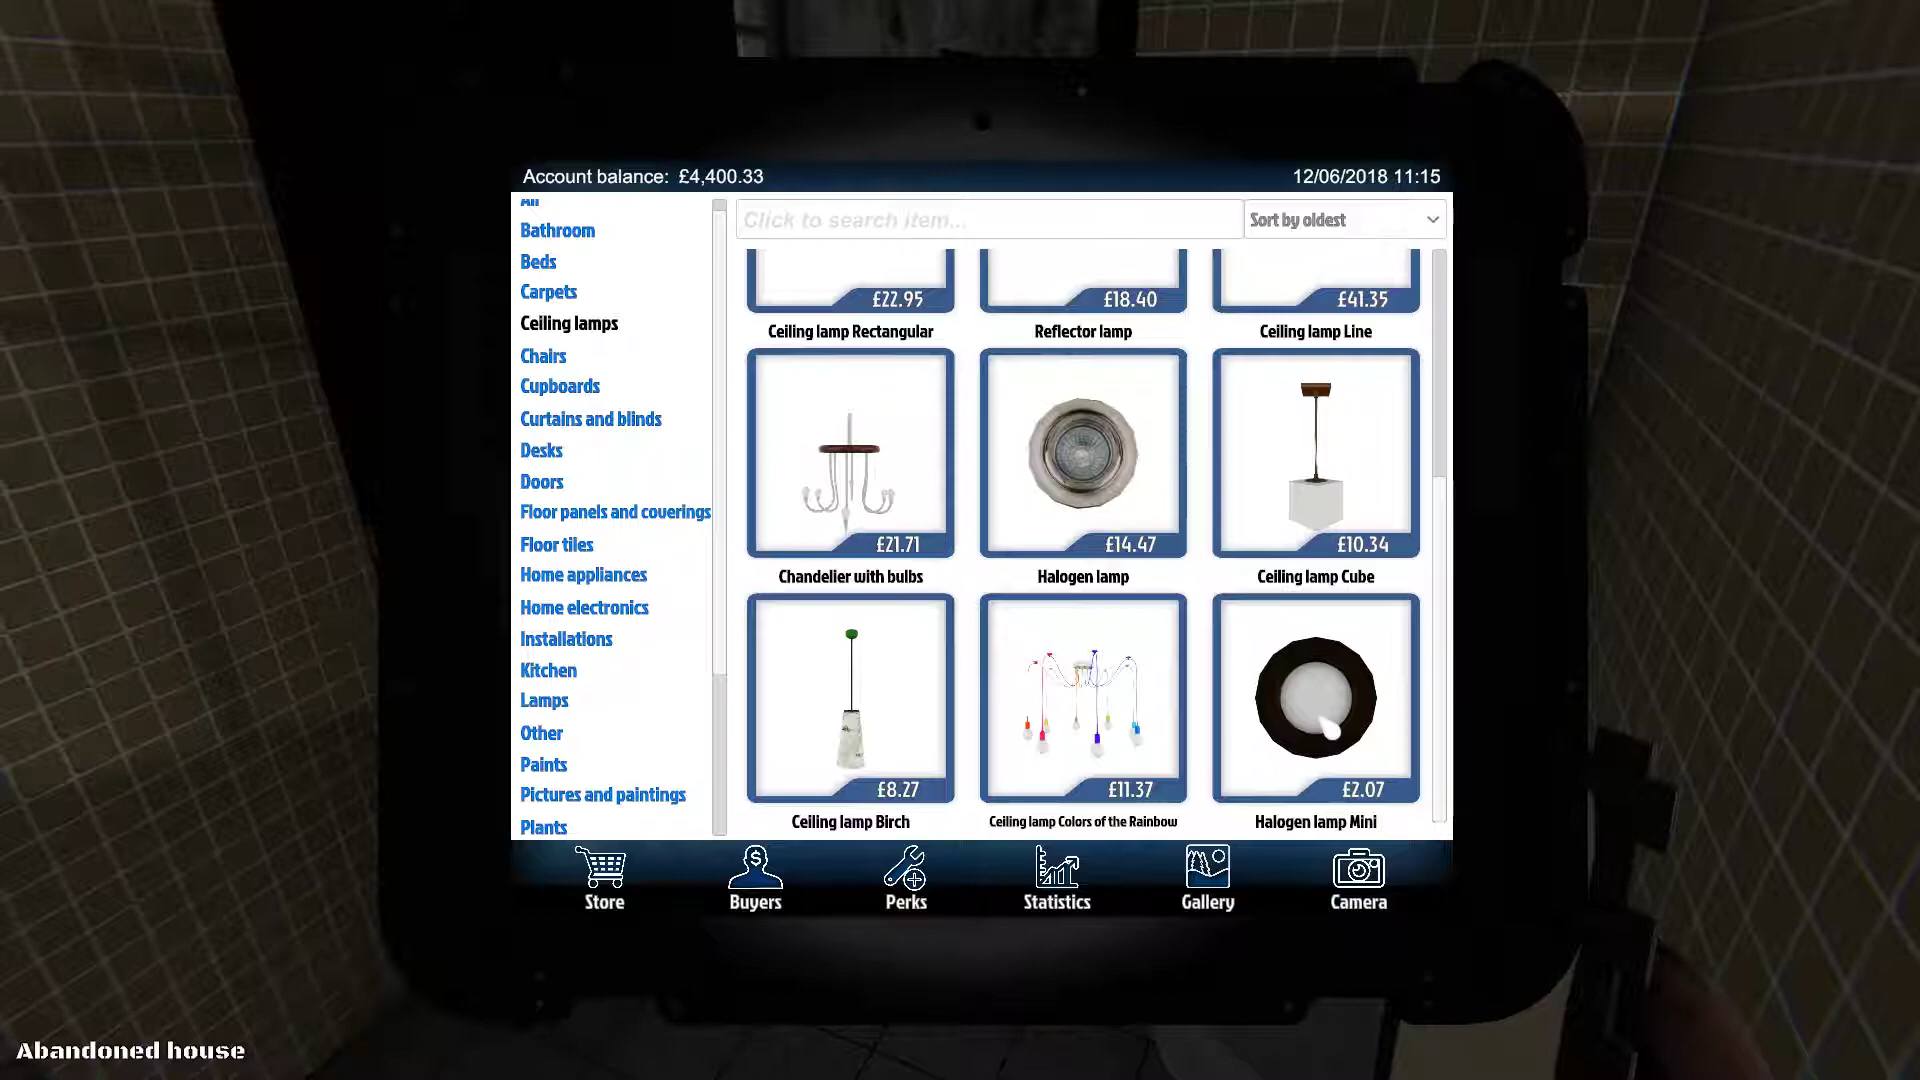 Account balance: £4,400.33
12/06/2018 11:15
All
Bathroom
Beds
Carpets
Ceiling lamps
Chairs
Cupboards
Curtains and blinds
Desks
Doors
Floor panels and coverings
Floor tiles
Home appliances
Home electronics
Installations
Kitchen
Lamps
Other
Paints
Pictures and paintings
Plants
Click to search item...
Sort by oldest
£22.95
£18.40
£41.35
Ceiling lamp Rectangular
Reflector lamp
Ceiling lamp Line
£21.71
£14.47
£10.34
Chandelier with bulbs
Halogen lamp
Ceiling lamp Cube
£8.27
£11.37
£2.07
Ceiling lamp Birch
Ceiling lamp Colors of the Rainbow
Halogen lamp Mini
Store
Buyers
Perks
Statistics
Gallery
Camera
Abandoned house